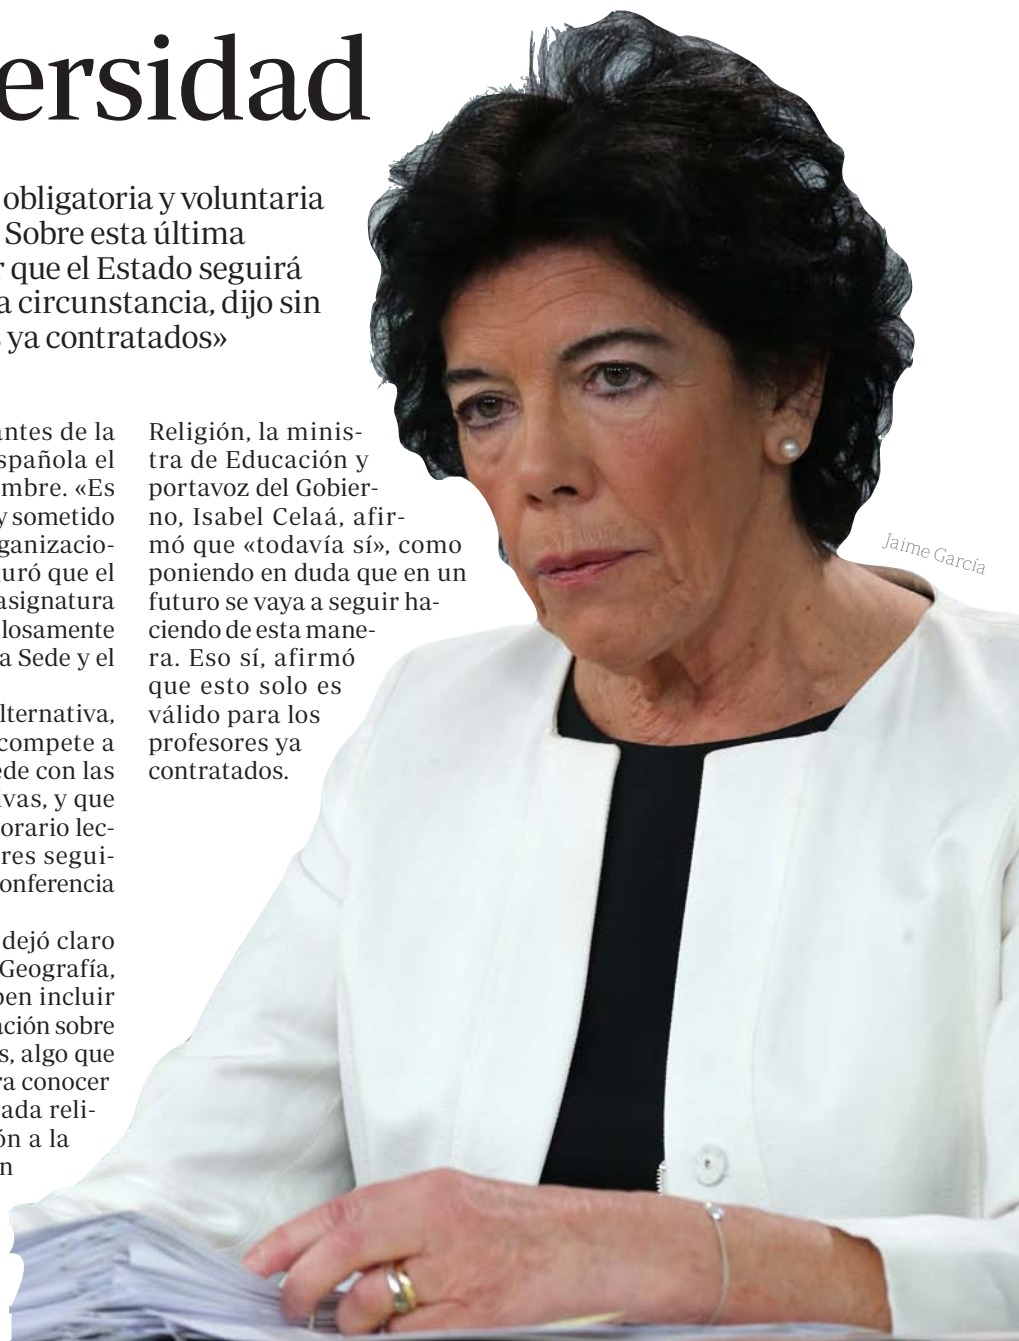 ersidad
obligatoria y voluntaria
Sobre esta última
r que el Estado seguirá
a circunstancia, dijo sin
ya contratados»
antes de la
spañola el
mbre. «Es
y sometido
ganizacio-
guró que el
asignatura
losamente
a Sede y el
lternativa,
compete a
ede con las
ivas, y que
orario lec-
res segui-
onferencia
dejó claro
Geografía,
ben incluir
ación sobre
s, algo que
ra conocer
ada reli-
ón a la
n
Religión, la minis-
tra de Educación y
portavoz del Gobier-
no, Isabel Celaá, afir-
mó que «todavía sí», como
poniendo en duda que en un
futuro se vaya a seguir ha-
ciendo de esta mane-
ra. Eso sí, afirmó
que esto solo es
válido para los
profesores ya
contratados.
Jaime García